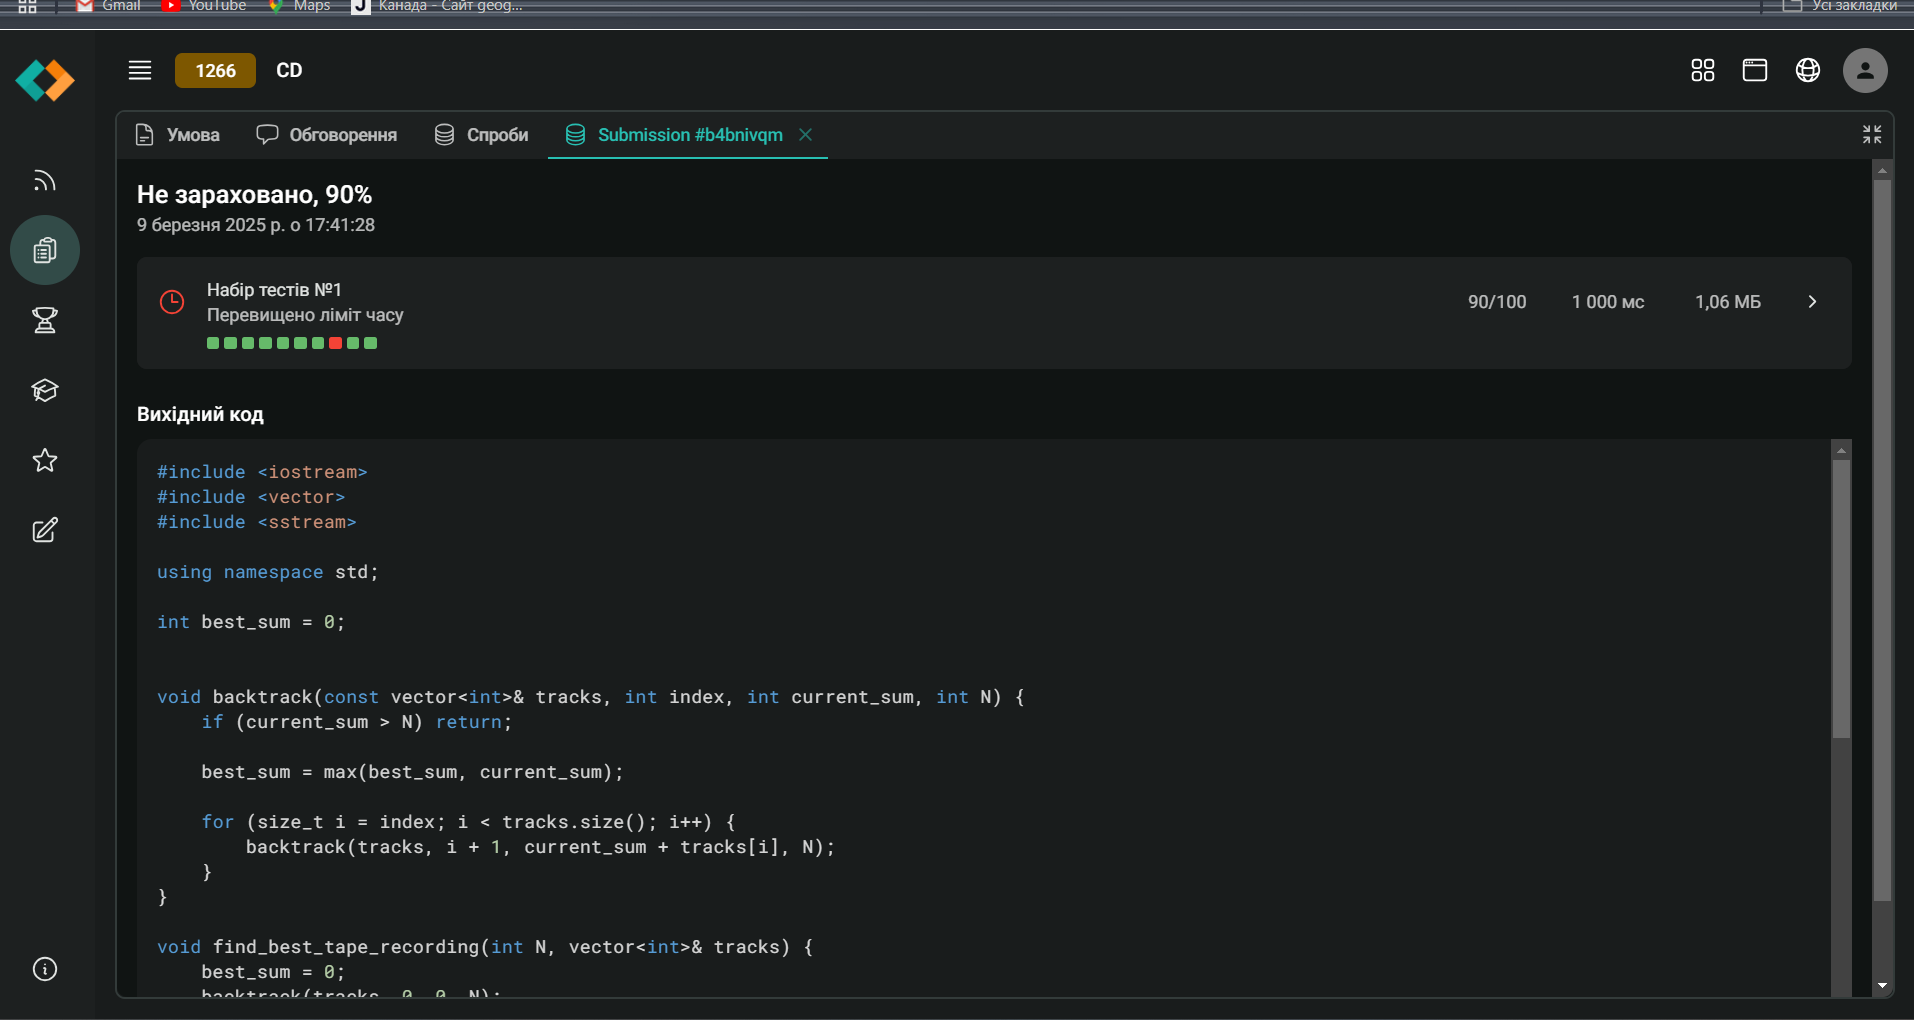 Gmail
YouTube
Maps
Канада - Сайт geog...
Усі закладки
1266
CD
Умова
Обговорення
Спроби
Submission #b4bnivqm
Не зараховано, 90%
9 березня 2025 р. о 17:41:28
Набір тестів №1
Перевищено ліміт часу
90/100
1 000 мс
1,06 МБ
Вихідний код
#include <iostream>
#include <vector>
#include <sstream>
using namespace std;
int best_sum = 0;
void backtrack(const vector<int>& tracks, int index, int current_sum, int N) {
    if (current_sum > N) return;
    best_sum = max(best_sum, current_sum);
    for (size_t i = index; i < tracks.size(); i++) {
        backtrack(tracks, i + 1, current_sum + tracks[i], N);
    }
}
void find_best_tape_recording(int N, vector<int>& tracks) {
    best_sum = 0;
    backtrack(tracks, 0, 0, N);